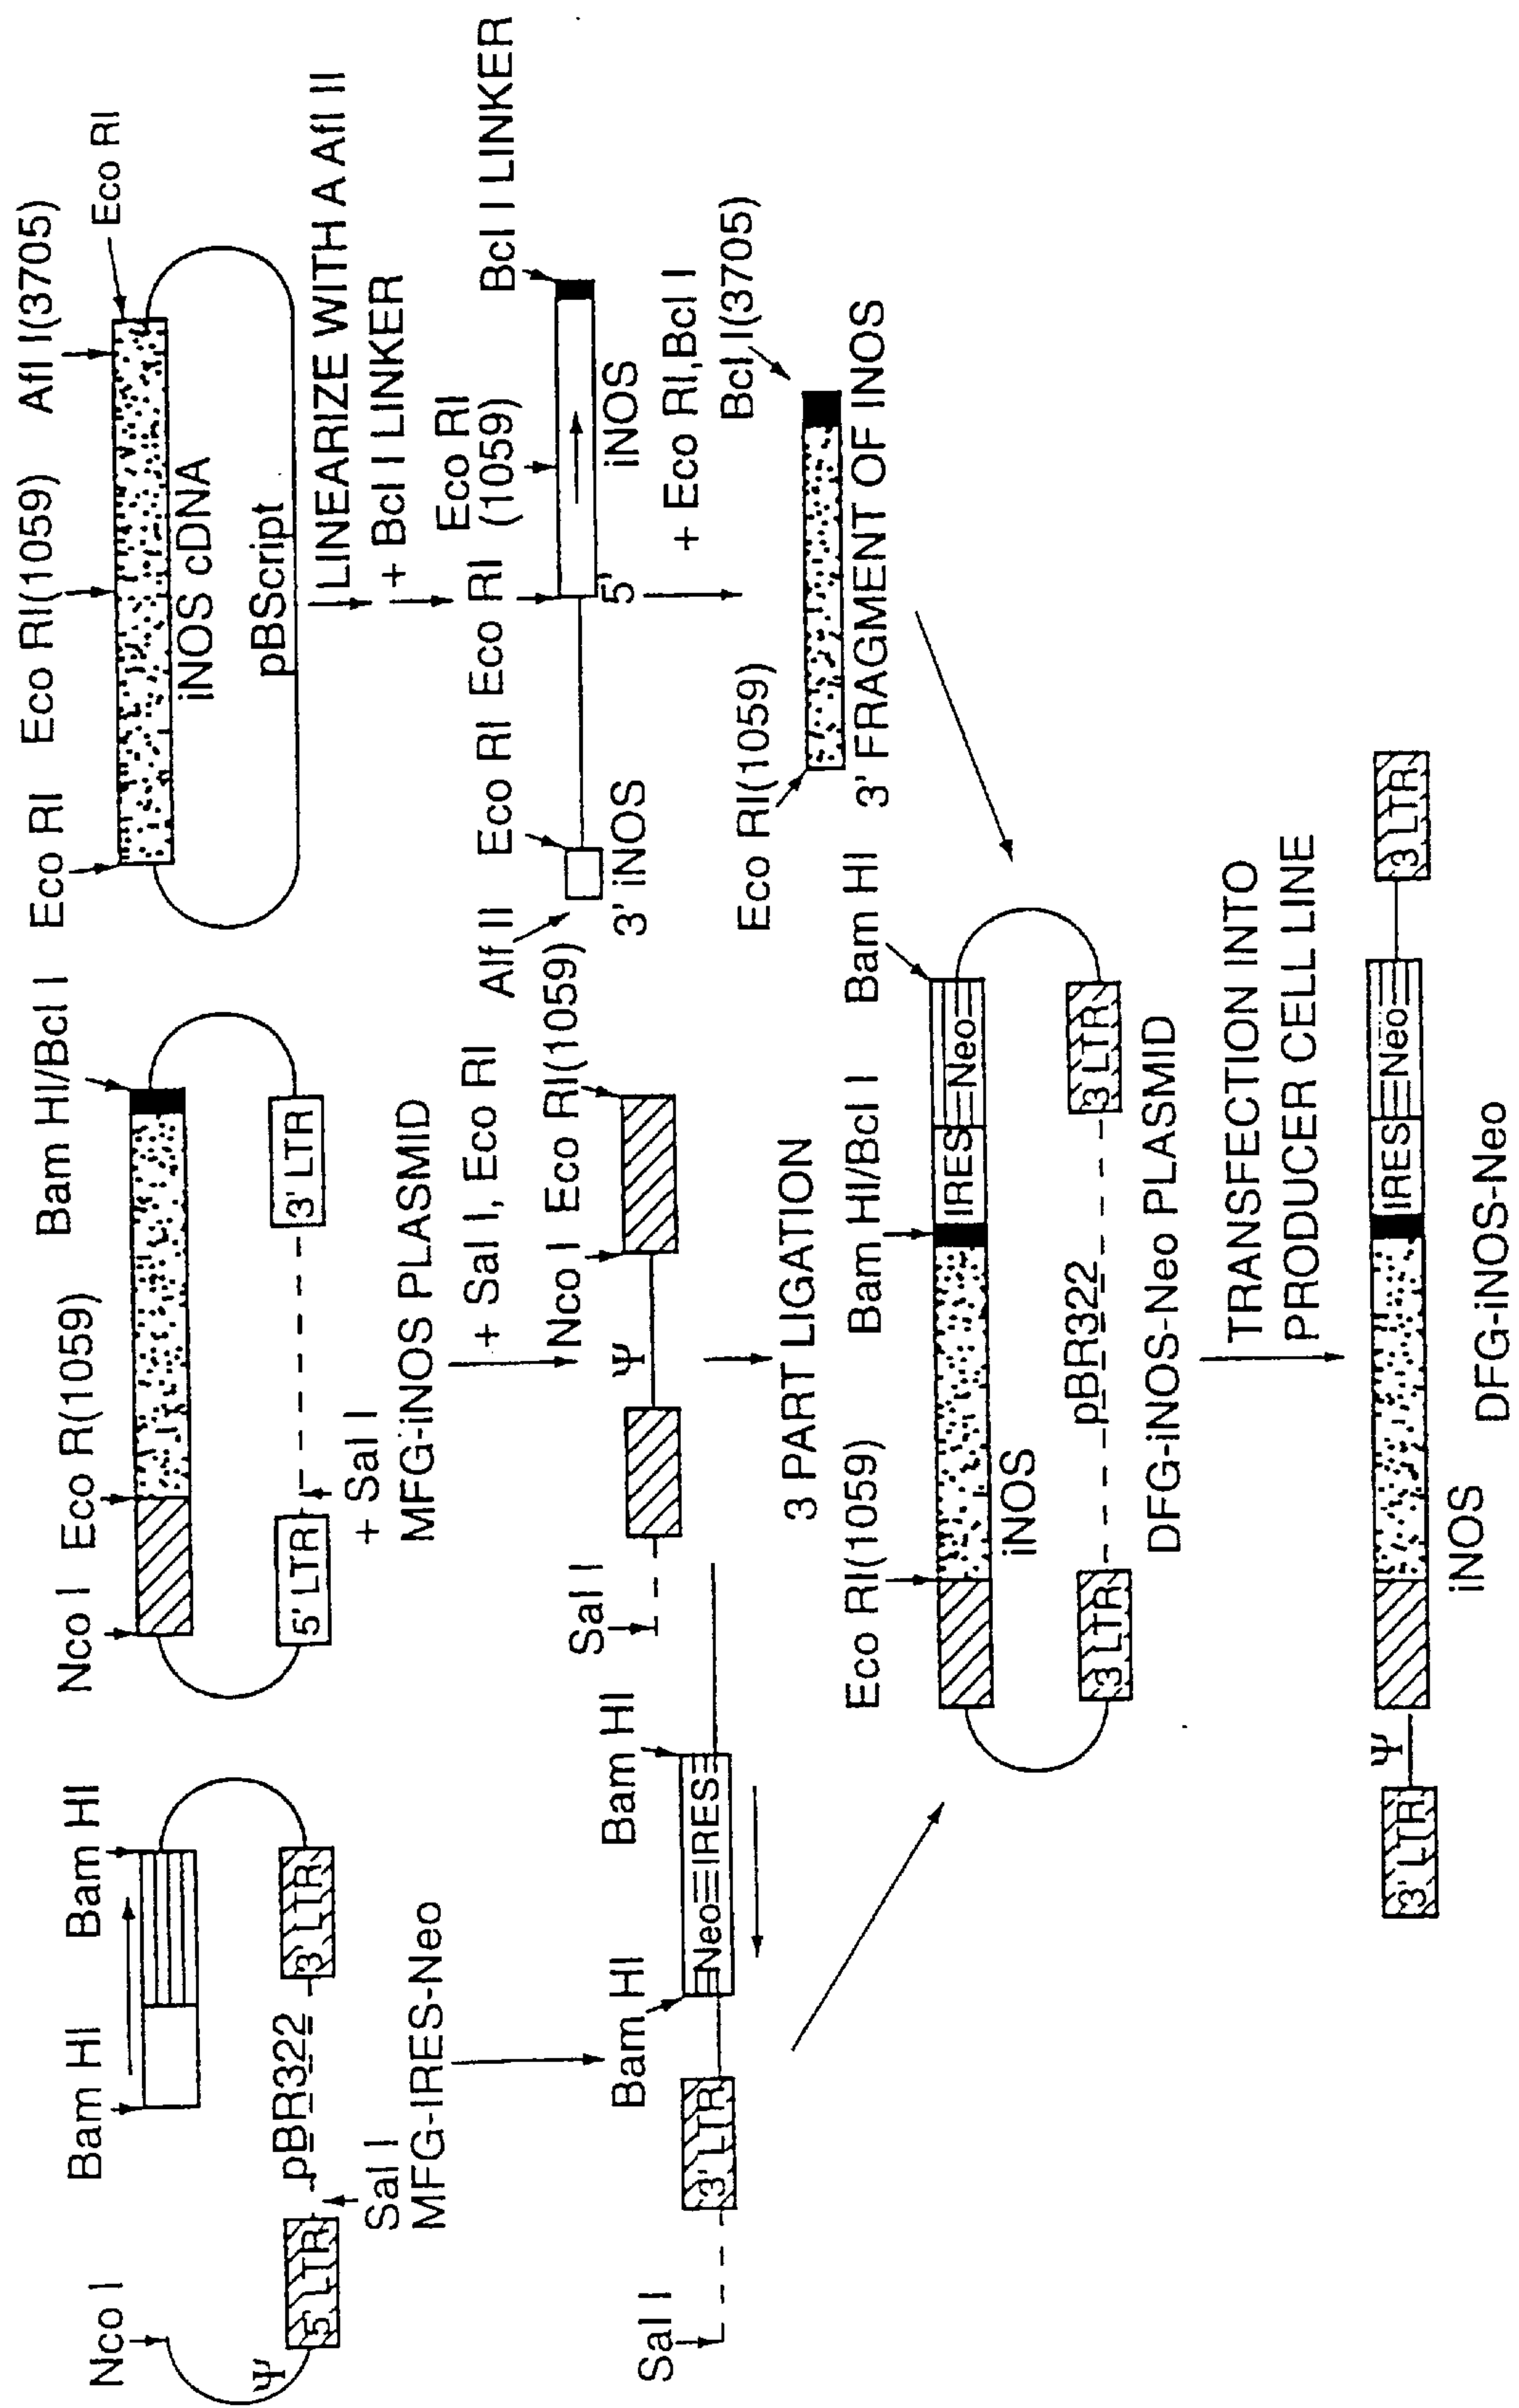 Nco I
Bam HI
Bam HI
Ψ
5' LTR
pBR322
3' LTR
Sal I
MFG-IRES-Neo
Nco I
Eco R(1059)
Bam HI/Bcl I
5' LTR
3' LTR
+ Sal I
MFG-iNOS PLASMID
Eco RI
Eco RI(1059)
Afl I(3705)
Eco RI
iNOS cDNA
pBScript
LINEARIZE WITH A Afl II
+ Bcl I LINKER
+ Sal I, Eco RI
Sal I
3' LTR
Bam HI
Neo
IRES
Bam HI
Sal I
Ψ
Nco I
Eco RI(1059)
Alf II
Eco RI
Eco RI
Eco RI
(1059)
Bcl I LINKER
3' iNOS
5'
iNOS
+ Eco RI,Bcl I
Eco RI(1059)
Bcl I(3705)
3' FRAGMENT OF INOS
3 PART LIGATION
Eco RI(1059)
Bam HI/Bcl I
Bam HI
IRES
Neo
iNOS
pBR322
3 LTR
3 LTR
DFG-iNOS-Neo PLASMID
TRANSFECTION INTO
PRODUCER CELL LINE
3' LTR
Ψ
IRES
Neo
3 LTR
iNOS
DFG-iNOS-Neo